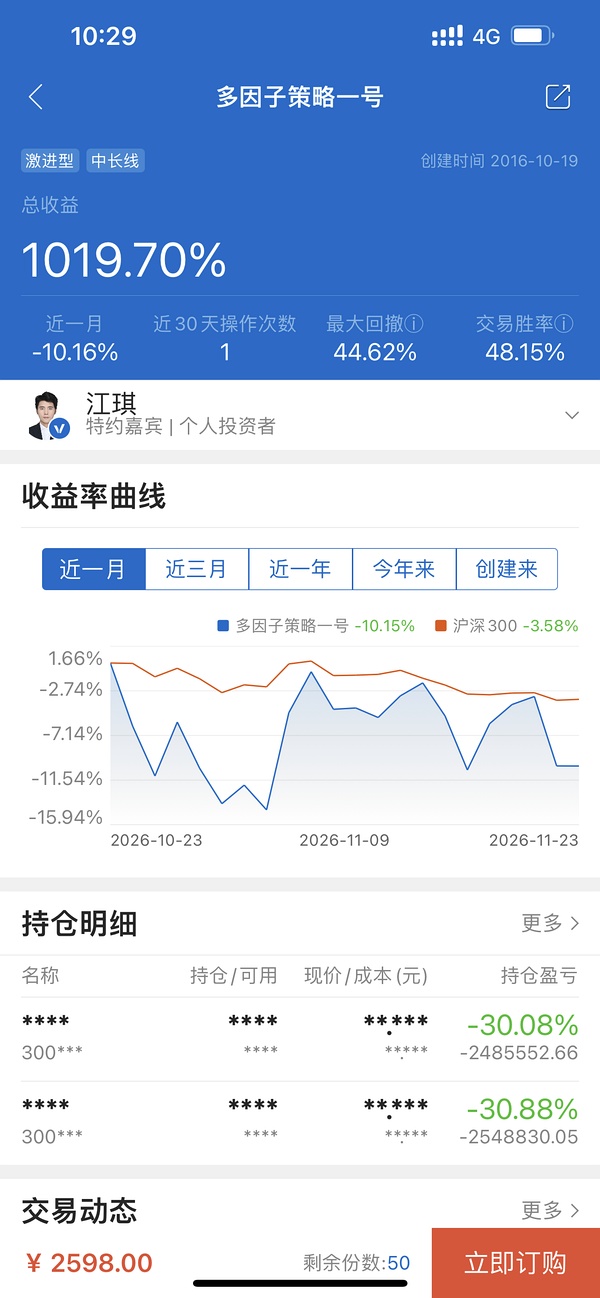 10:29 4G
多因子策略一号
激进型 中长线 创建时间 2016-10-19
总收益
1019.70%
近一月 近30天操作次数 最大回撤 交易胜率
-10.16% 1 44.62% 48.15%
江琪
特约嘉宾 | 个人投资者
收益率曲线
近一月 近三月 近一年 今年来 创建来
多因子策略一号 -10.15% 沪深300 -3.58%
1.66%
-2.74%
-7.14%
-11.54%
-15.94%
2026-10-23 2026-11-09 2026-11-23
持仓明细 更多
名称 持仓/可用 现价/成本(元) 持仓盈亏
**** **** **.*** -30.08%
300*** **** **.*** -2485552.66
**** **** **.*** -30.88%
300*** **** **.*** -2548830.05
交易动态 更多
¥ 2598.00 剩余份数:50 立即订购